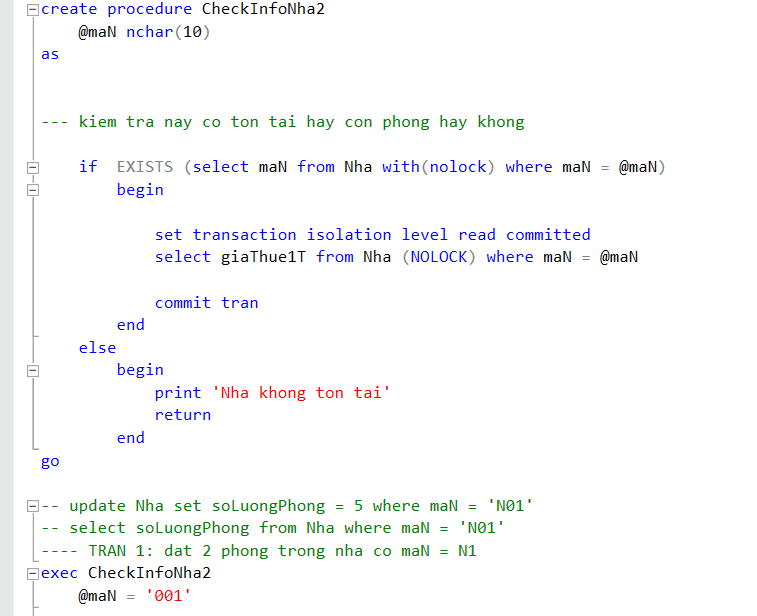 create procedure CheckInfoNha2
@maN nchar(10)
as
--- kiem tra nay co ton tai hay con phong hay khong
if  EXISTS (select maN from Nha with(nolock) where maN = @maN)
begin
set transaction isolation level read committed
select giaThue1T from Nha (NOLOCK) where maN = @maN
commit tran
end
else
begin
print 'Nha khong ton tai'
return
end
go
-- update Nha set soLuongPhong = 5 where maN = 'N01'
-- select soLuongPhong from Nha where maN = 'N01'
---- TRAN 1: dat 2 phong trong nha co maN = N1
exec CheckInfoNha2
@maN = '001'